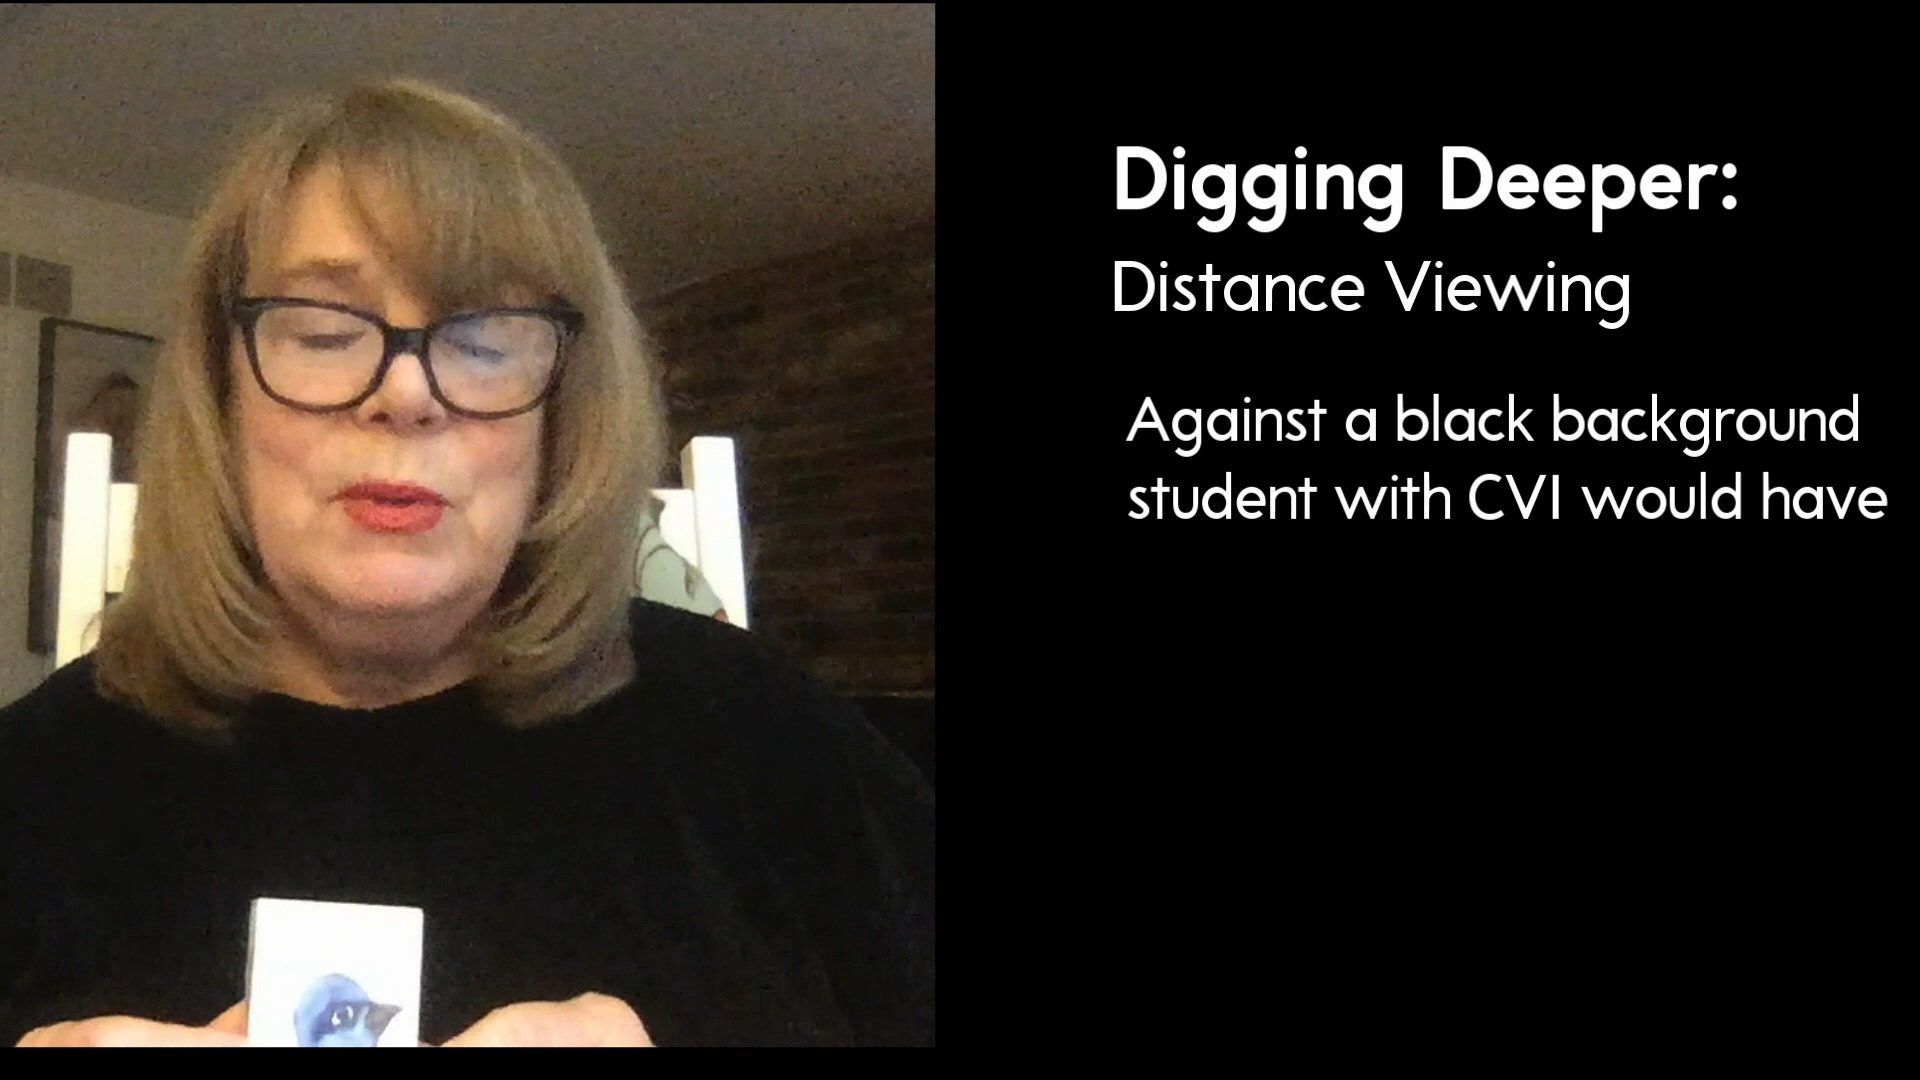 Digging Deeper:
Distance Viewing
Against a black background
student with CVI would have